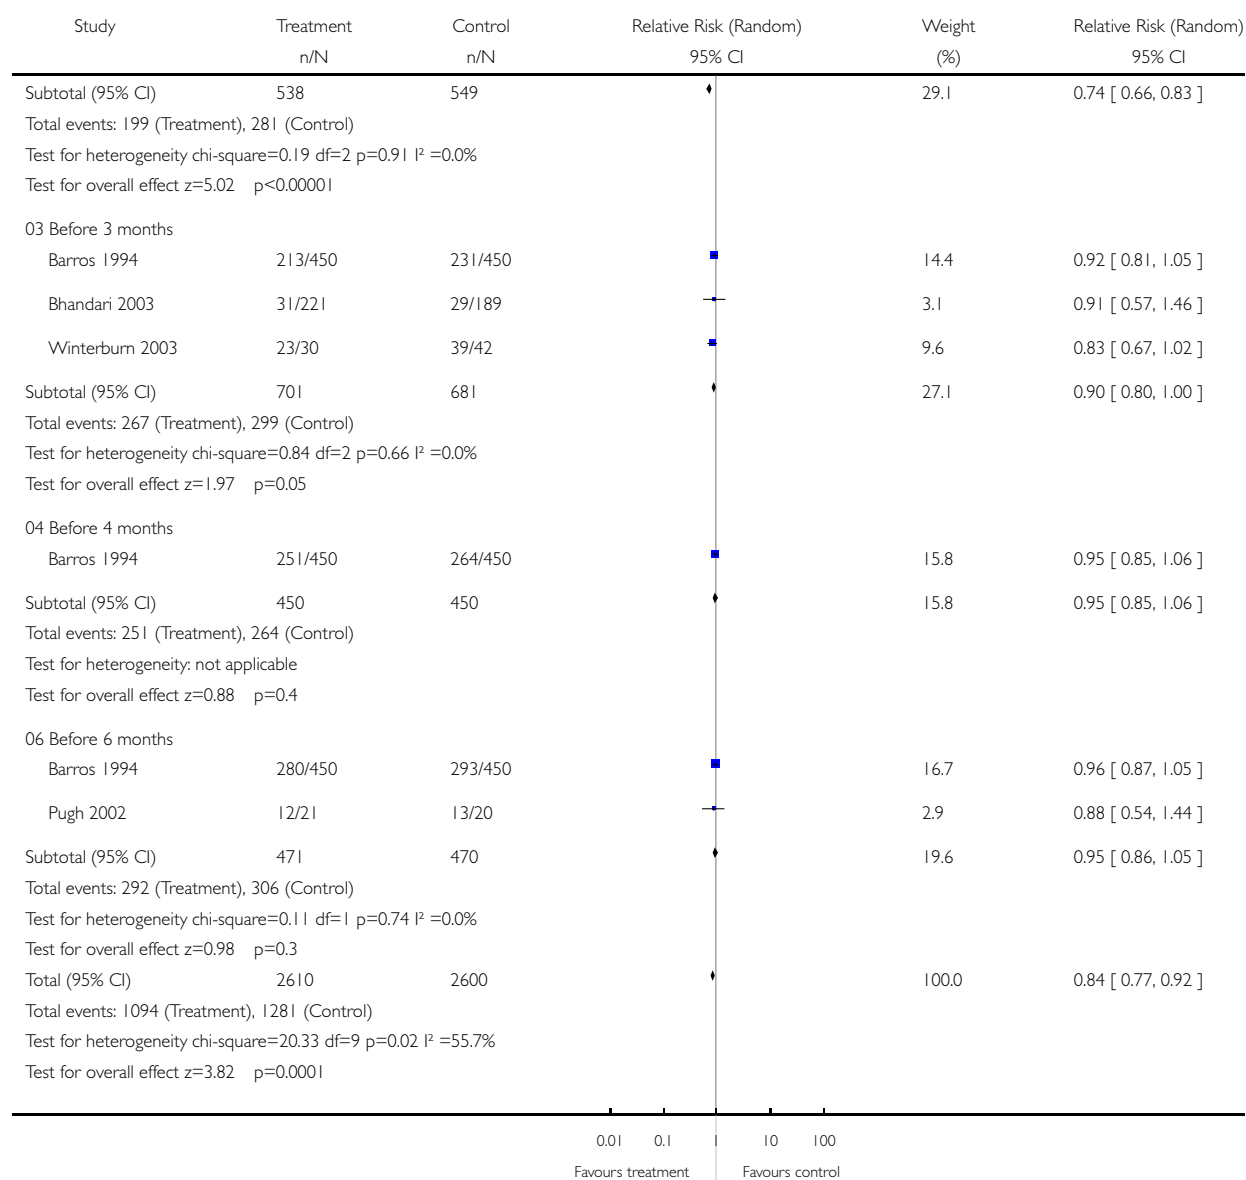 Study Treatment Control Relative Risk (Random) Weight Relative Risk (Random)
n/N n/N 95% CI (%) 95% CI
Subtotal (95% CI) 538 549 29.1 0.74 [ 0.66, 0.83 ]
Total events: 199 (Treatment), 281 (Control)
Test for heterogeneity chi-square=0.19 df=2 p=0.91 I² =0.0%
Test for overall effect z=5.02 p<0.00001
03 Before 3 months
Barros 1994 213/450 231/450 14.4 0.92 [ 0.81, 1.05 ]
Bhandari 2003 31/221 29/189 3.1 0.91 [ 0.57, 1.46 ]
Winterburn 2003 23/30 39/42 9.6 0.83 [ 0.67, 1.02 ]
Subtotal (95% CI) 701 681 27.1 0.90 [ 0.80, 1.00 ]
Total events: 267 (Treatment), 299 (Control)
Test for heterogeneity chi-square=0.84 df=2 p=0.66 I² =0.0%
Test for overall effect z=1.97 p=0.05
04 Before 4 months
Barros 1994 251/450 264/450 15.8 0.95 [ 0.85, 1.06 ]
Subtotal (95% CI) 450 450 15.8 0.95 [ 0.85, 1.06 ]
Total events: 251 (Treatment), 264 (Control)
Test for heterogeneity: not applicable
Test for overall effect z=0.88 p=0.4
06 Before 6 months
Barros 1994 280/450 293/450 16.7 0.96 [ 0.87, 1.05 ]
Pugh 2002 12/21 13/20 2.9 0.88 [ 0.54, 1.44 ]
Subtotal (95% CI) 471 470 19.6 0.95 [ 0.86, 1.05 ]
Total events: 292 (Treatment), 306 (Control)
Test for heterogeneity chi-square=0.11 df=1 p=0.74 I² =0.0%
Test for overall effect z=0.98 p=0.3
Total (95% CI) 2610 2600 100.0 0.84 [ 0.77, 0.92 ]
Total events: 1094 (Treatment), 1281 (Control)
Test for heterogeneity chi-square=20.33 df=9 p=0.02 I² =55.7%
Test for overall effect z=3.82 p=0.0001
0.01 0.1 1 10 100
Favours treatment Favours control